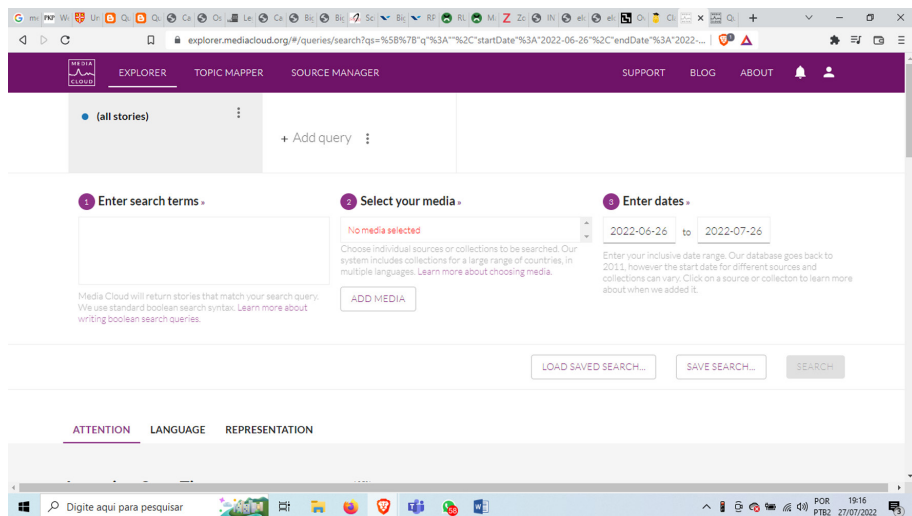 explorer.mediacloud.org/#/queries/search?qs=%5B%7B"q"%3A""%2C"startDate"%3A"2022-06-26"%2C"endDate"%3A"2022-...
MEDIA
CLOUD
EXPLORER
TOPIC MAPPER
SOURCE MANAGER
SUPPORT
BLOG
ABOUT
(all stories)
+ Add query
1 Enter search terms »
Media Cloud will return stories that match your search query.
We use standard boolean search syntax. Learn more about
writing boolean search queries.
2 Select your media »
No media selected
Choose individual sources or collections to be searched. Our
system includes collections for a large range of countries, in
multiple languages. Learn more about choosing media.
ADD MEDIA
3 Enter dates »
2022-06-26 to 2022-07-26
Enter your inclusive date range. Our database goes back to
2011, however the start date for different sources and
collections can vary. Click on a source or collecton to learn more
about when we added it.
LOAD SAVED SEARCH...
SAVE SEARCH...
SEARCH
ATTENTION
LANGUAGE
REPRESENTATION
Digite aqui para pesquisar
58
POR
PTB2
19:16
27/07/2022
3